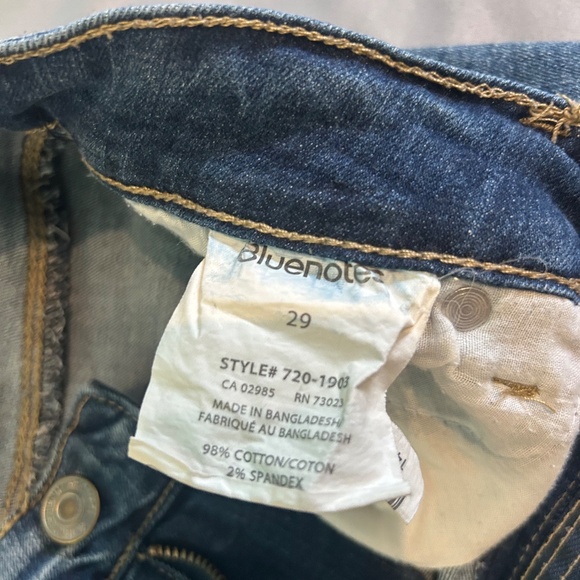 Bluenotes
29
STYLE# 720-1903
CA 02985 RN 73023
MADE IN BANGLADESH
FABRIQUÉ AU BANGLADESH
98% COTTON/COTON
2% SPANDEX